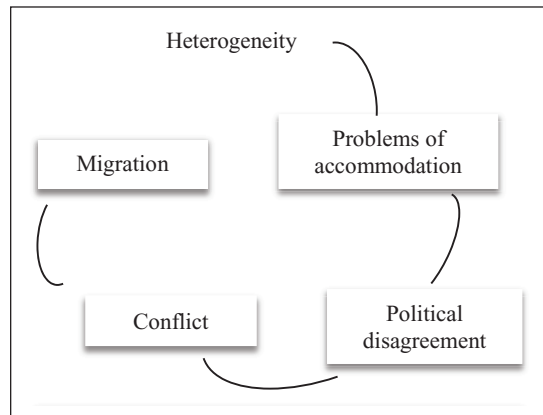 Heterogeneity
Problems of
accommodation
Migration
Political
disagreement
Conflict